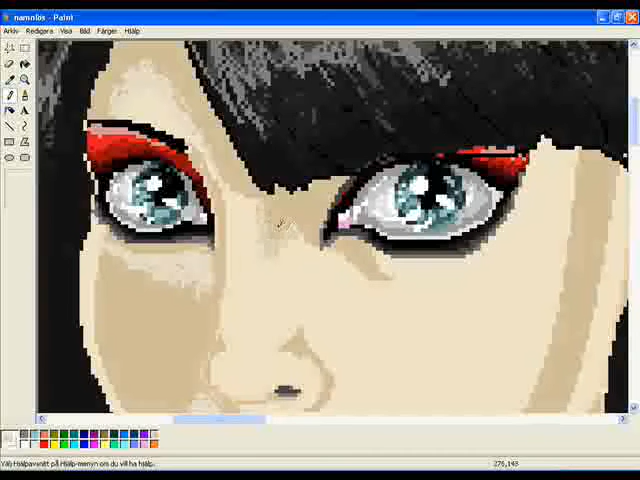 namnlös - Paint
Arkiv Redigera Visa Bild Färger Hjälp
A
Välj Hjälpavsnitt på Hjälp-menyn om du vill ha hjälp.
276,143